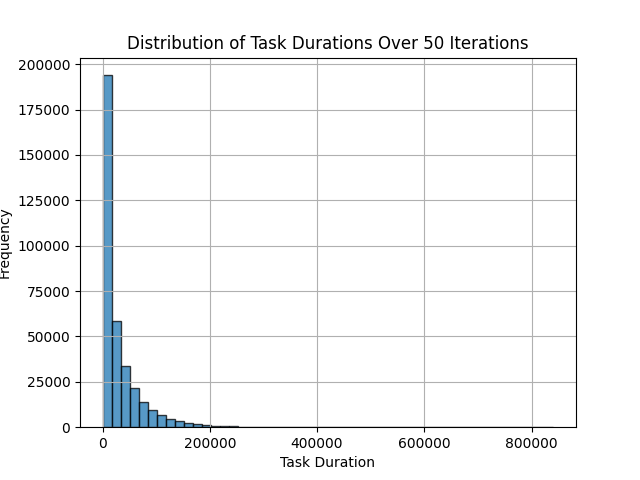 Distribution of Task Durations Over 50 Iterations
200000
175000
150000
125000
100000
75000
50000
25000
0
Frequency
0 200000 400000 600000 800000
Task Duration